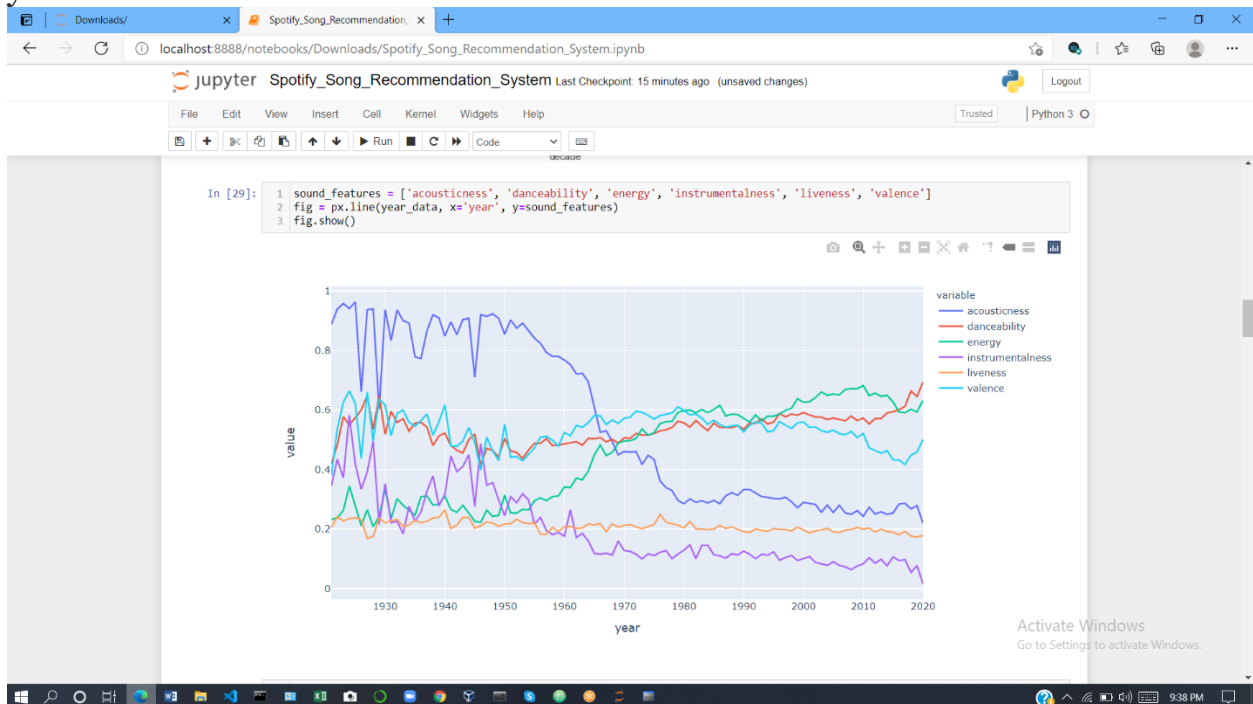 y
Downloads/
Spotify_Song_Recommendation_
localhost:8888/notebooks/Downloads/Spotify_Song_Recommendation_System.ipynb
jupyter Spotify_Song_Recommendation_System Last Checkpoint: 15 minutes ago (unsaved changes)
Logout
File Edit View Insert Cell Kernel Widgets Help
Trusted
Python 3
Run
Code
decade
In [29]:
1 sound_features = ['acousticness', 'danceability', 'energy', 'instrumentalness', 'liveness', 'valence']
2 fig = px.line(year_data, x='year', y=sound_features)
3 fig.show()
variable
acousticness
danceability
energy
instrumentalness
liveness
valence
1
0.8
0.6
0.4
0.2
0
value
1930 1940 1950 1960 1970 1980 1990 2000 2010 2020
year
Activate Windows
Go to Settings to activate Windows.
9:38 PM